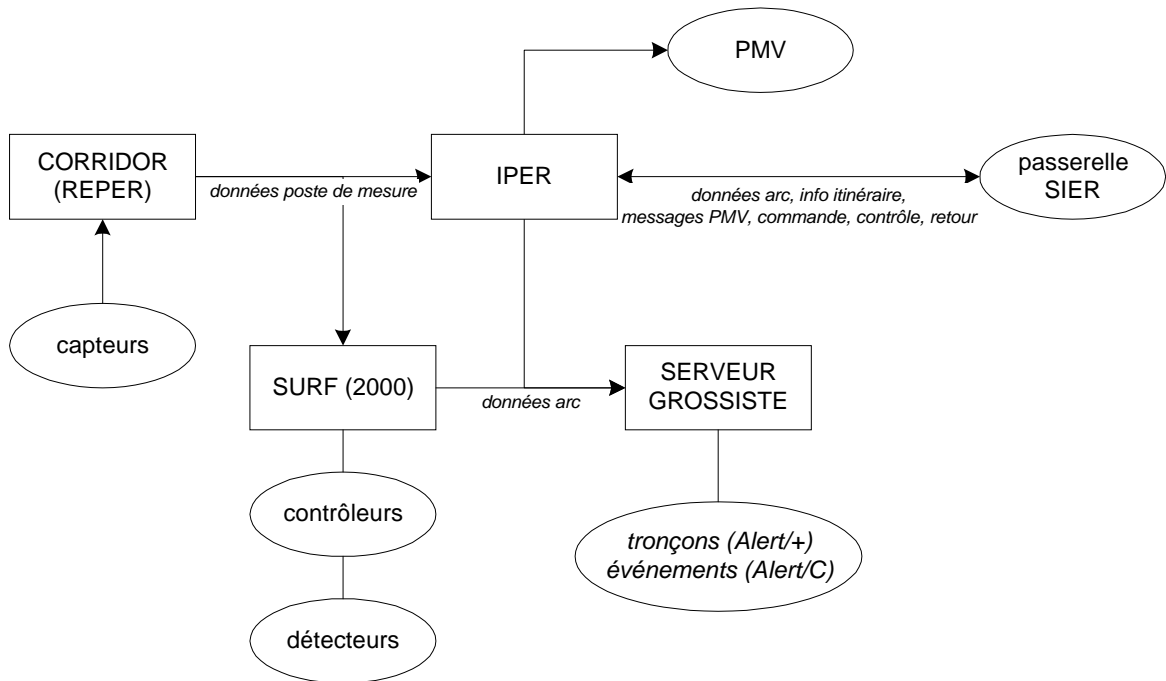 PMV
CORRIDOR
(REPER)
données poste de mesure
IPER
données arc, info itinéraire,
messages PMV, commande, contrôle, retour
passerelle
SIER
capteurs
SURF (2000)
données arc
SERVEUR
GROSSISTE
contrôleurs
tronçons (Alert/+)
événements (Alert/C)
détecteurs